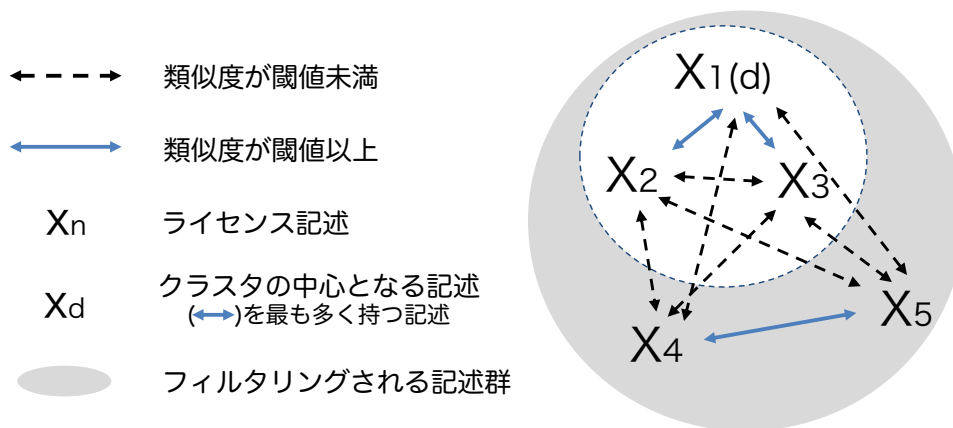 類似度が閾値未満
類似度が閾値以上
Xn
ライセンス記述
Xd
クラスタの中心となる記述
(↔)を最も多く持つ記述
フィルタリングされる記述群
X1(d)
X2
X3
X4
X5